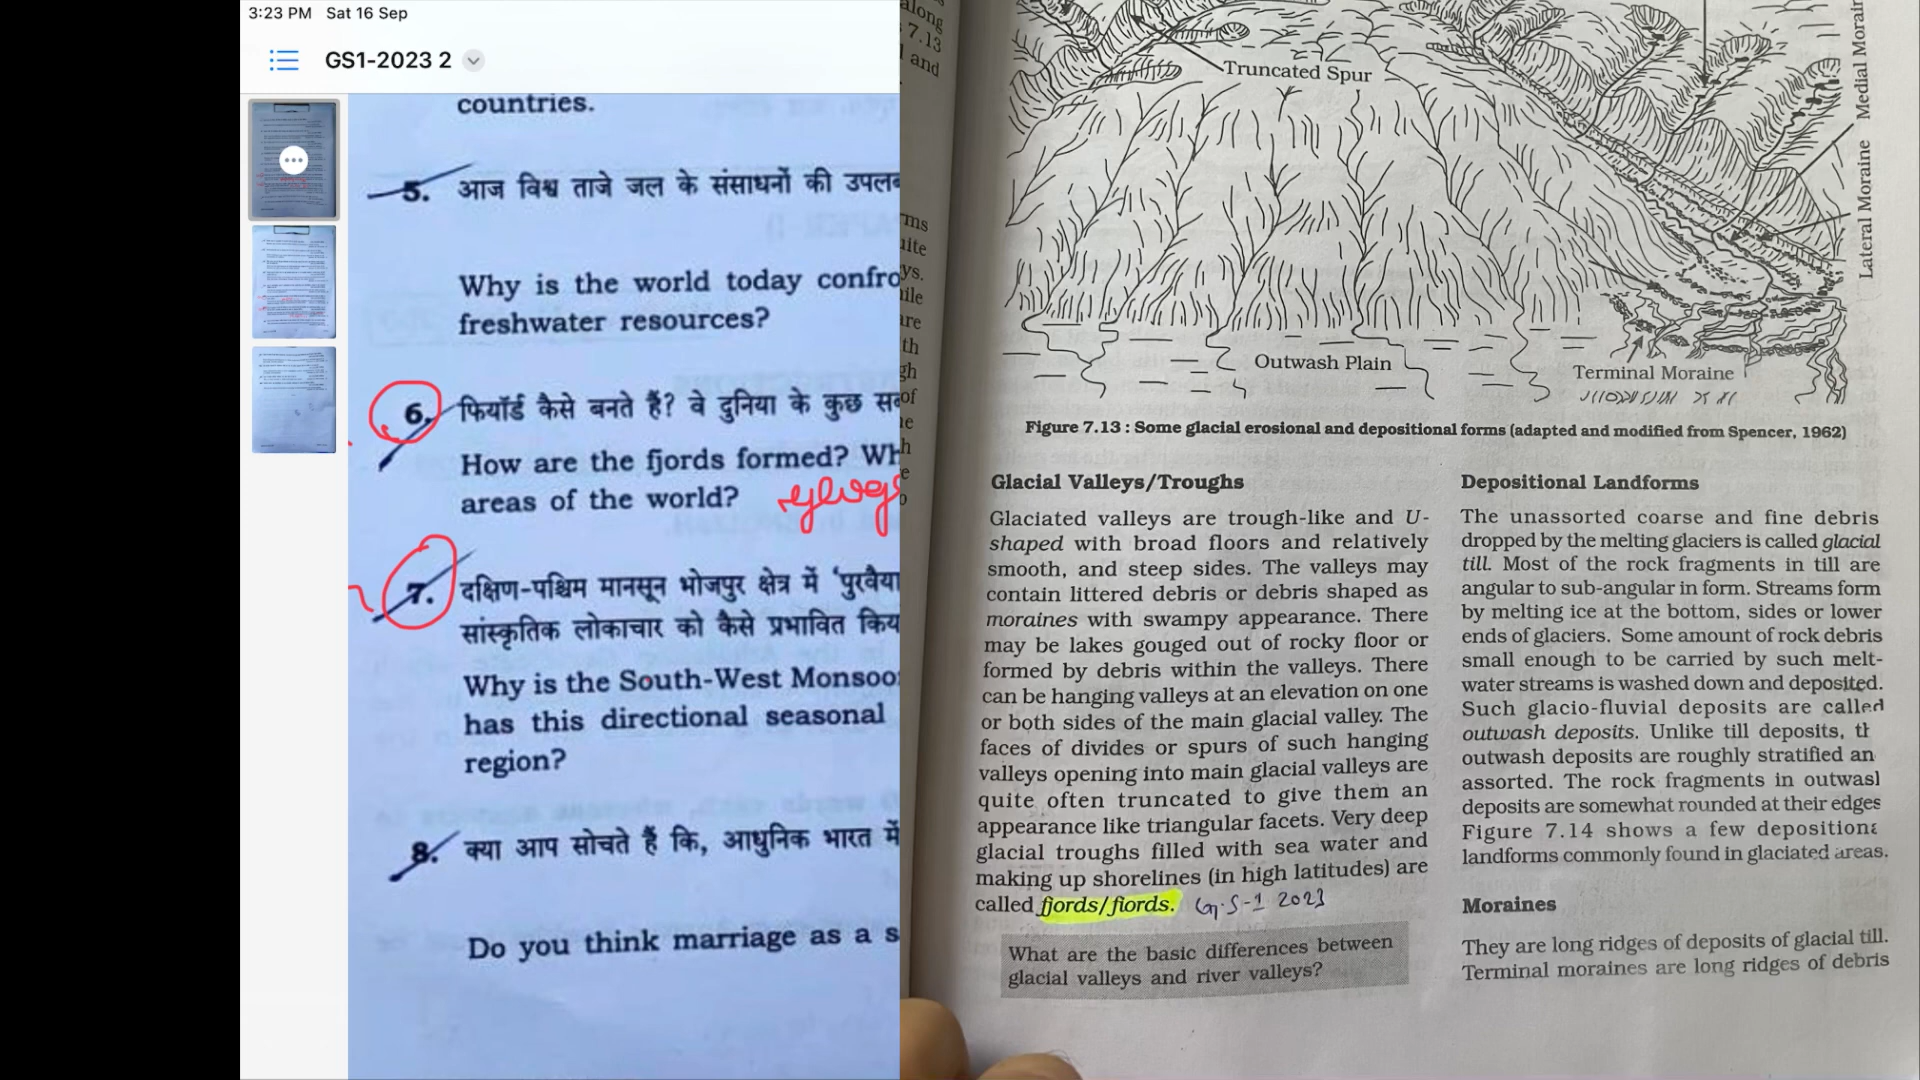 3:23 PM Sat 16 Sep
GS1-2023 2
countries.
5. आज विश्व ताजे जल के संसाधनों की
Why is the world today
freshwater resources?
6. फियॉर्ड कैसे बनते हैं? वे दुनिया के कुछ
How are the fjords formed?
areas of the world?
7. दक्षिण-पश्चिम मानसून भोजपुर क्षेत्र में
सांस्कृतिक लोकाचार को कैसे प्रभावित
Why is the South-West
has this directional seasonal
region?
8. क्या आप सोचते हैं कि, आधुनिक भारत में
Do you think marriage as a
along
7.13
and
Truncated Spur
Outwash Plain
Terminal Moraine
Lateral Moraine
Medial
Figure 7.13 : Some glacial erosional and depositional forms (adapted and modified from Spencer, 1962)
Glacial Valleys/Troughs
Glaciated valleys are trough-like and U-
shaped with broad floors and relatively
smooth, and steep sides. The valleys may
contain littered debris or debris shaped as
moraines with swampy appearance. There
may be lakes gouged out of rocky floor or
formed by debris within the valleys. There
can be hanging valleys at an elevation on one
or both sides of the main glacial valley. The
faces of divides or spurs of such hanging
valleys opening into main glacial valleys are
quite often truncated to give them an
appearance like triangular facets. Very deep
glacial troughs filled with sea water and
making up shorelines (in high latitudes) are
called fjords/fiords. G.S-1 2023
What are the basic differences between
glacial valleys and river valleys?
Depositional Landforms
The unassorted coarse and fine debris
dropped by the melting glaciers is called glacial
till. Most of the rock fragments in till are
angular to sub-angular in form. Streams form
by melting ice at the bottom, sides or lower
ends of glaciers. Some amount of rock debris
small enough to be carried by such melt-
water streams is washed down and deposited.
Such glacio-fluvial deposits are called
outwash deposits. Unlike till deposits,
outwash deposits are roughly stratified
assorted. The rock fragments in
deposits are somewhat rounded at their edges
Figure 7.14 shows a few
landforms commonly found in glaciated areas.
Moraines
They are long ridges of deposits of glacial till.
Terminal moraines are long ridges of debris